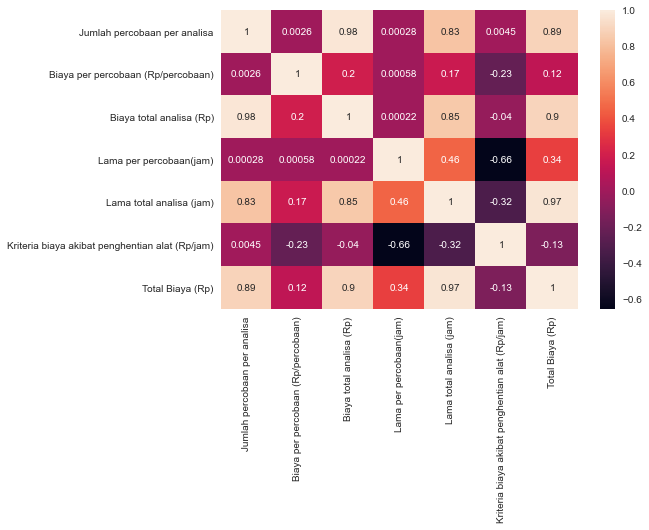 Jumlah percobaan per analisa 1 0.0026 0.98 0.00028 0.83 0.0045 0.89
Biaya per percobaan (Rp/percobaan) 0.0026 1 0.2 0.00058 0.17 -0.23 0.12
Biaya total analisa (Rp) 0.98 0.2 1 0.00022 0.85 -0.04 0.9
Lama per percobaan(jam) 0.00028 0.00058 0.00022 1 0.46 -0.66 0.34
Lama total analisa (jam) 0.83 0.17 0.85 0.46 1 -0.32 0.97
Kriteria biaya akibat penghentian alat (Rp/jam) 0.0045 -0.23 -0.04 -0.66 -0.32 1 -0.13
Total Biaya (Rp) 0.89 0.12 0.9 0.34 0.97 -0.13 1
Jumlah percobaan per analisa
Biaya per percobaan (Rp/percobaan)
Biaya total analisa (Rp)
Lama per percobaan(jam)
Lama total analisa (jam)
Kriteria biaya akibat penghentian alat (Rp/jam)
Total Biaya (Rp)
1.0
0.8
0.6
0.4
0.2
0.0
−0.2
−0.4
−0.6